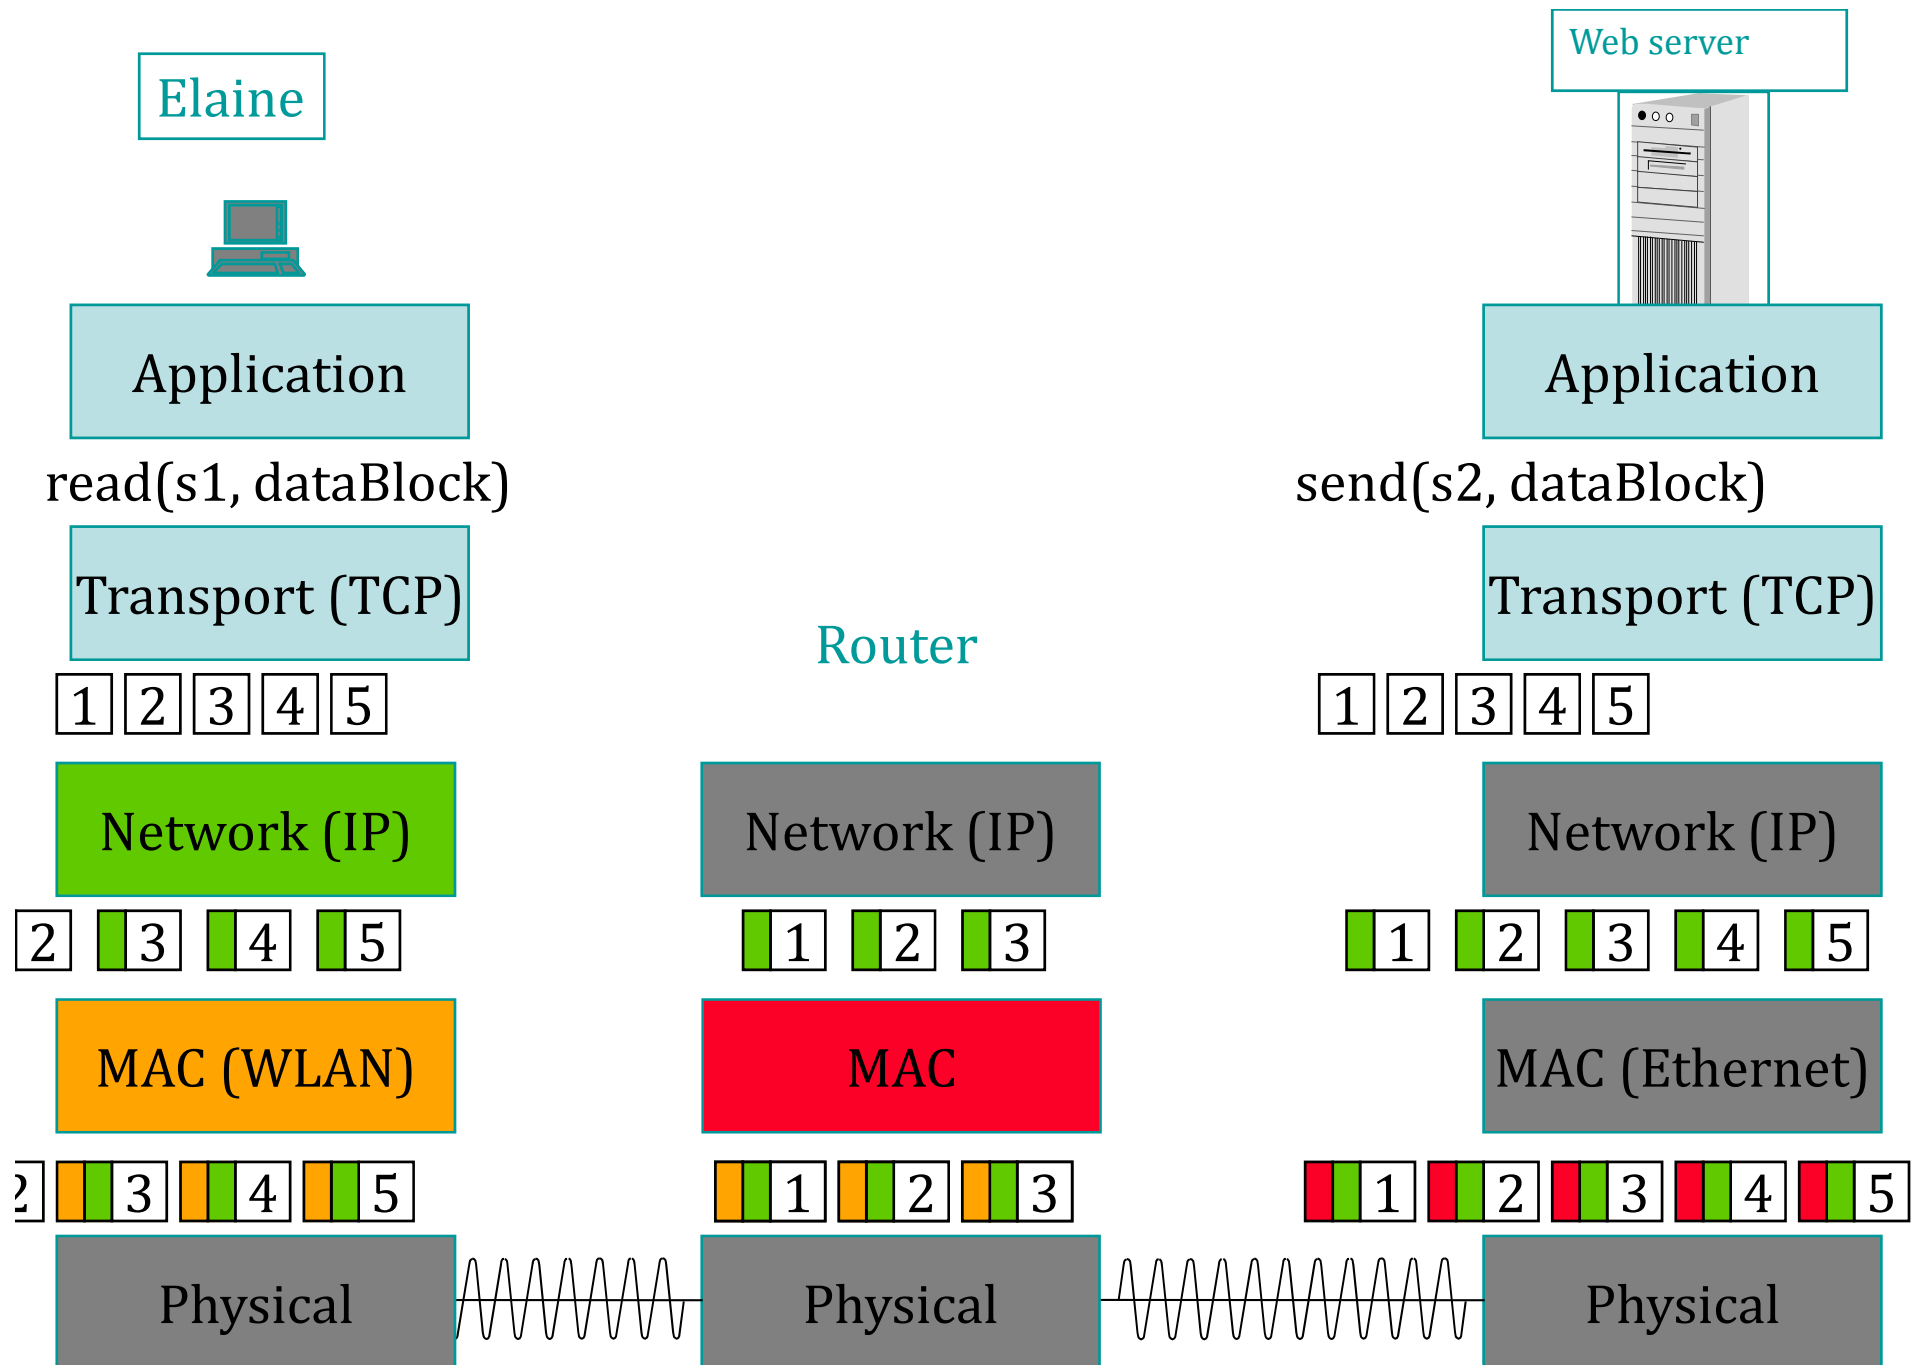 Web server
Elaine
Application
Application
read(s1, dataBlock)
send(s2, dataBlock)
Transport (TCP)
Transport (TCP)
Router
1 2 3 4 5
1 2 3 4 5
Network (IP)
Network (IP)
Network (IP)
2 3 4 5
1 2 3
1 2 3 4 5
MAC (WLAN)
MAC
MAC (Ethernet)
2 3 4 5
1 2 3
1 2 3 4 5
Physical
Physical
Physical